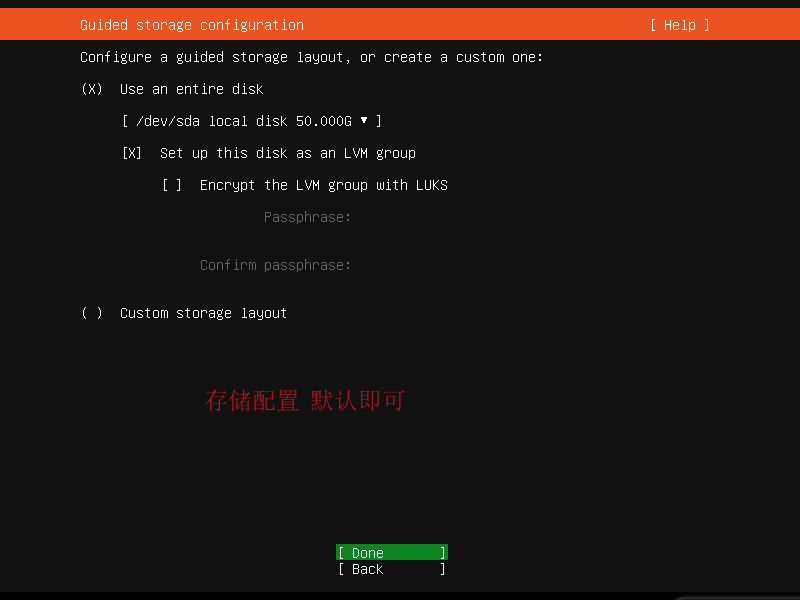 Guided storage configuration [ Help ]
Configure a guided storage layout, or create a custom one:
(X) Use an entire disk
[ /dev/sda local disk 50.000G ▾ ]
[X] Set up this disk as an LVM group
[ ] Encrypt the LVM group with LUKS
Passphrase:
Confirm passphrase:
( ) Custom storage layout
存储配置 默认即可
[ Done ]
[ Back ]